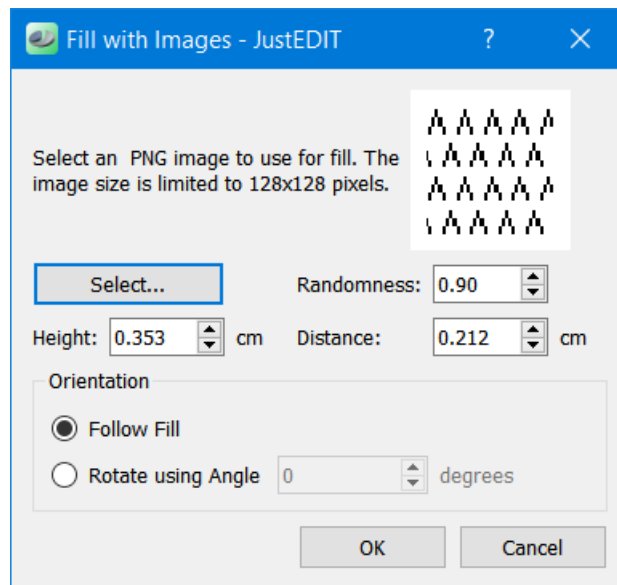 Fill with Images - JustEDIT ?
Select an  PNG image to use for fill. The
image size is limited to 128x128 pixels.
Select... Randomness: 0.90
Height: 0.353 cm Distance: 0.212 cm
Orientation
Follow Fill
Rotate using Angle 0 degrees
OK Cancel